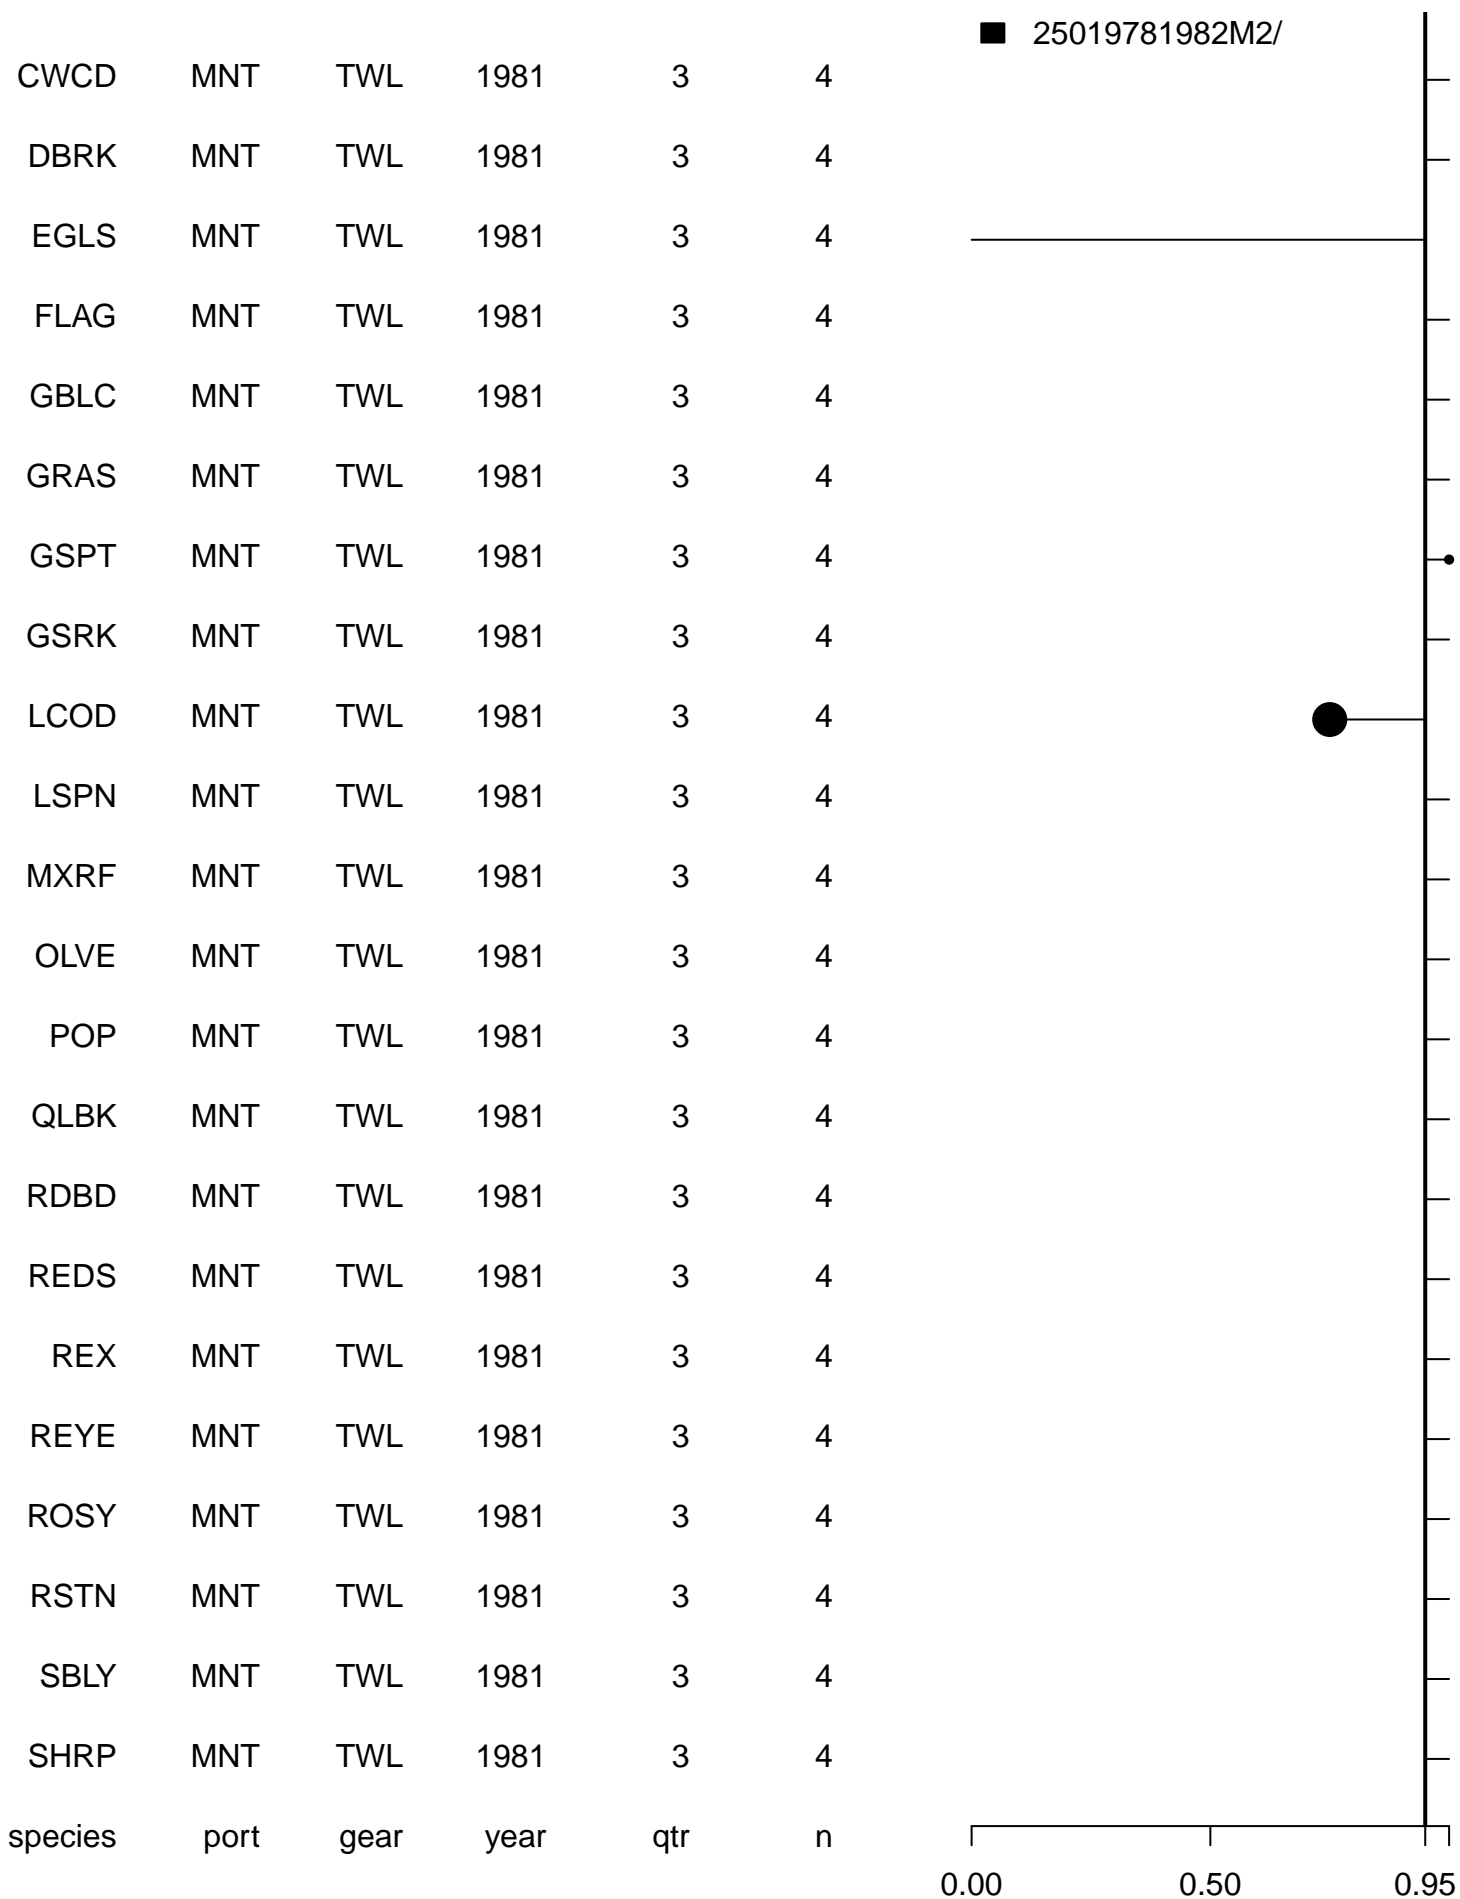 25019781982M2/
CWCD MNT TWL 1981 3 4
DBRK MNT TWL 1981 3 4
EGLS MNT TWL 1981 3 4
FLAG MNT TWL 1981 3 4
GBLC MNT TWL 1981 3 4
GRAS MNT TWL 1981 3 4
GSPT MNT TWL 1981 3 4
GSRK MNT TWL 1981 3 4
LCOD MNT TWL 1981 3 4
LSPN MNT TWL 1981 3 4
MXRF MNT TWL 1981 3 4
OLVE MNT TWL 1981 3 4
POP MNT TWL 1981 3 4
QLBK MNT TWL 1981 3 4
RDBD MNT TWL 1981 3 4
REDS MNT TWL 1981 3 4
REX MNT TWL 1981 3 4
REYE MNT TWL 1981 3 4
ROSY MNT TWL 1981 3 4
RSTN MNT TWL 1981 3 4
SBLY MNT TWL 1981 3 4
SHRP MNT TWL 1981 3 4
species port gear year qtr n
0.00 0.50 0.95